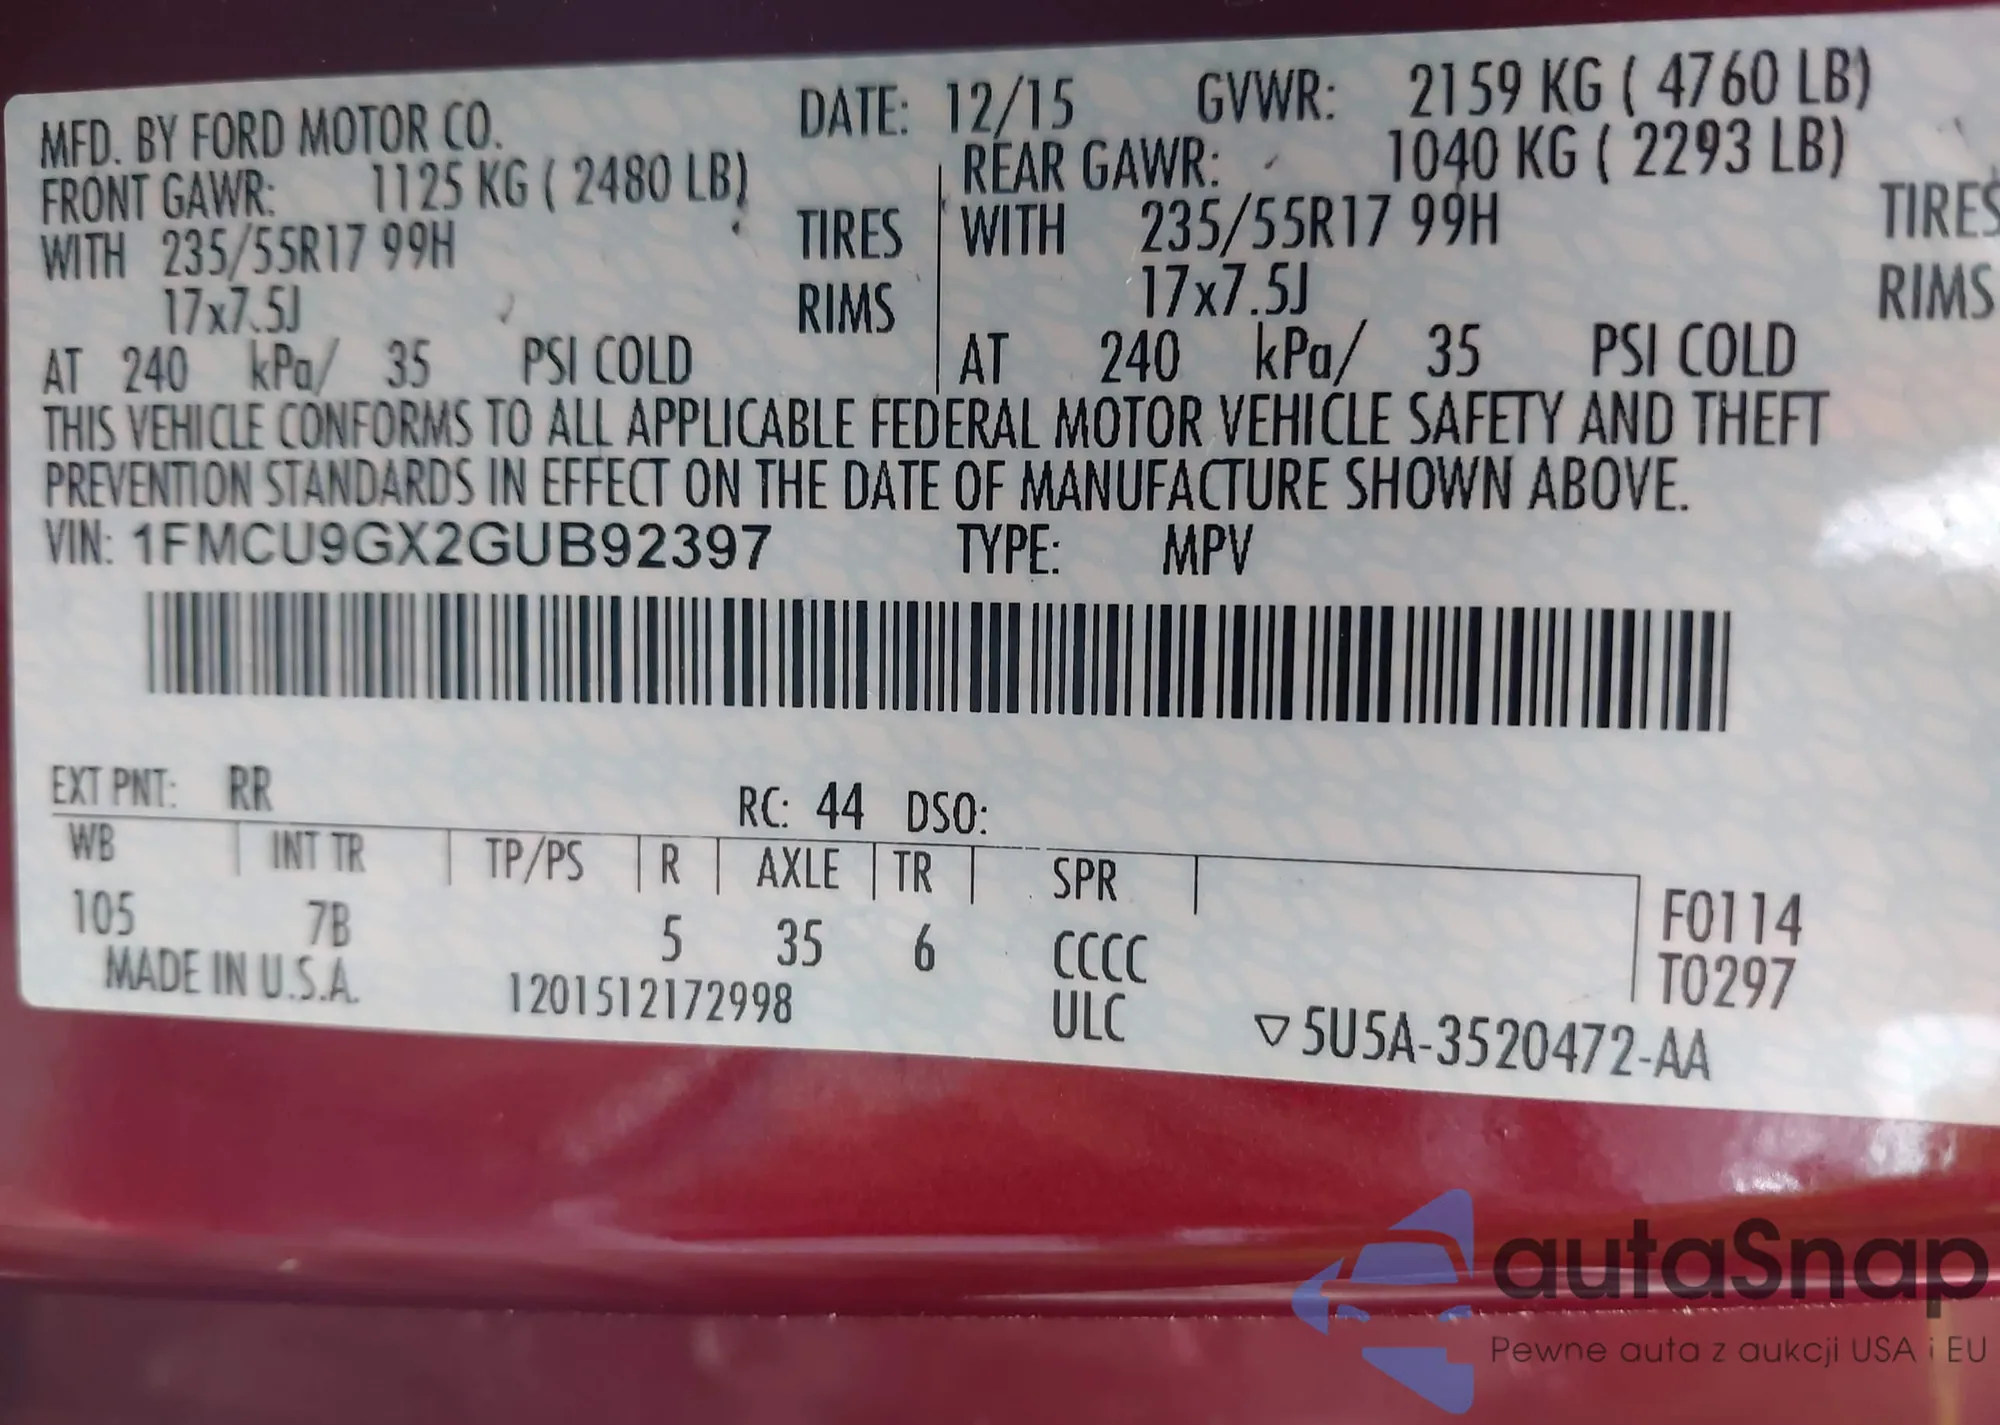 MFD. BY FORD MOTOR CO. DATE: 12/15 GVWR: 2159 KG ( 4760 LB)
FRONT GAWR: 1125 KG ( 2480 LB) REAR GAWR: 1040 KG ( 2293 LB)
WITH 235/55R17 99H TIRES WITH 235/55R17 99H TIRES
17x7.5J RIMS 17x7.5J RIMS
AT 240 kPa/ 35 PSI COLD AT 240 kPa/ 35 PSI COLD
THIS VEHICLE CONFORMS TO ALL APPLICABLE FEDERAL MOTOR VEHICLE SAFETY AND THEFT
PREVENTION STANDARDS IN EFFECT ON THE DATE OF MANUFACTURE SHOWN ABOVE.
VIN: 1FMCU9GX2GUB92397 TYPE: MPV
EXT PNT: RR RC: 44 DSO:
WB INT TR TP/PS R AXLE TR SPR
105 7B 5 35 6 CCCC F0114
MADE IN U.S.A. 1201512172998 ULC T0297
▽5U5A-3520472-AA
autaSnap
Pewne auta z aukcji USA i EU